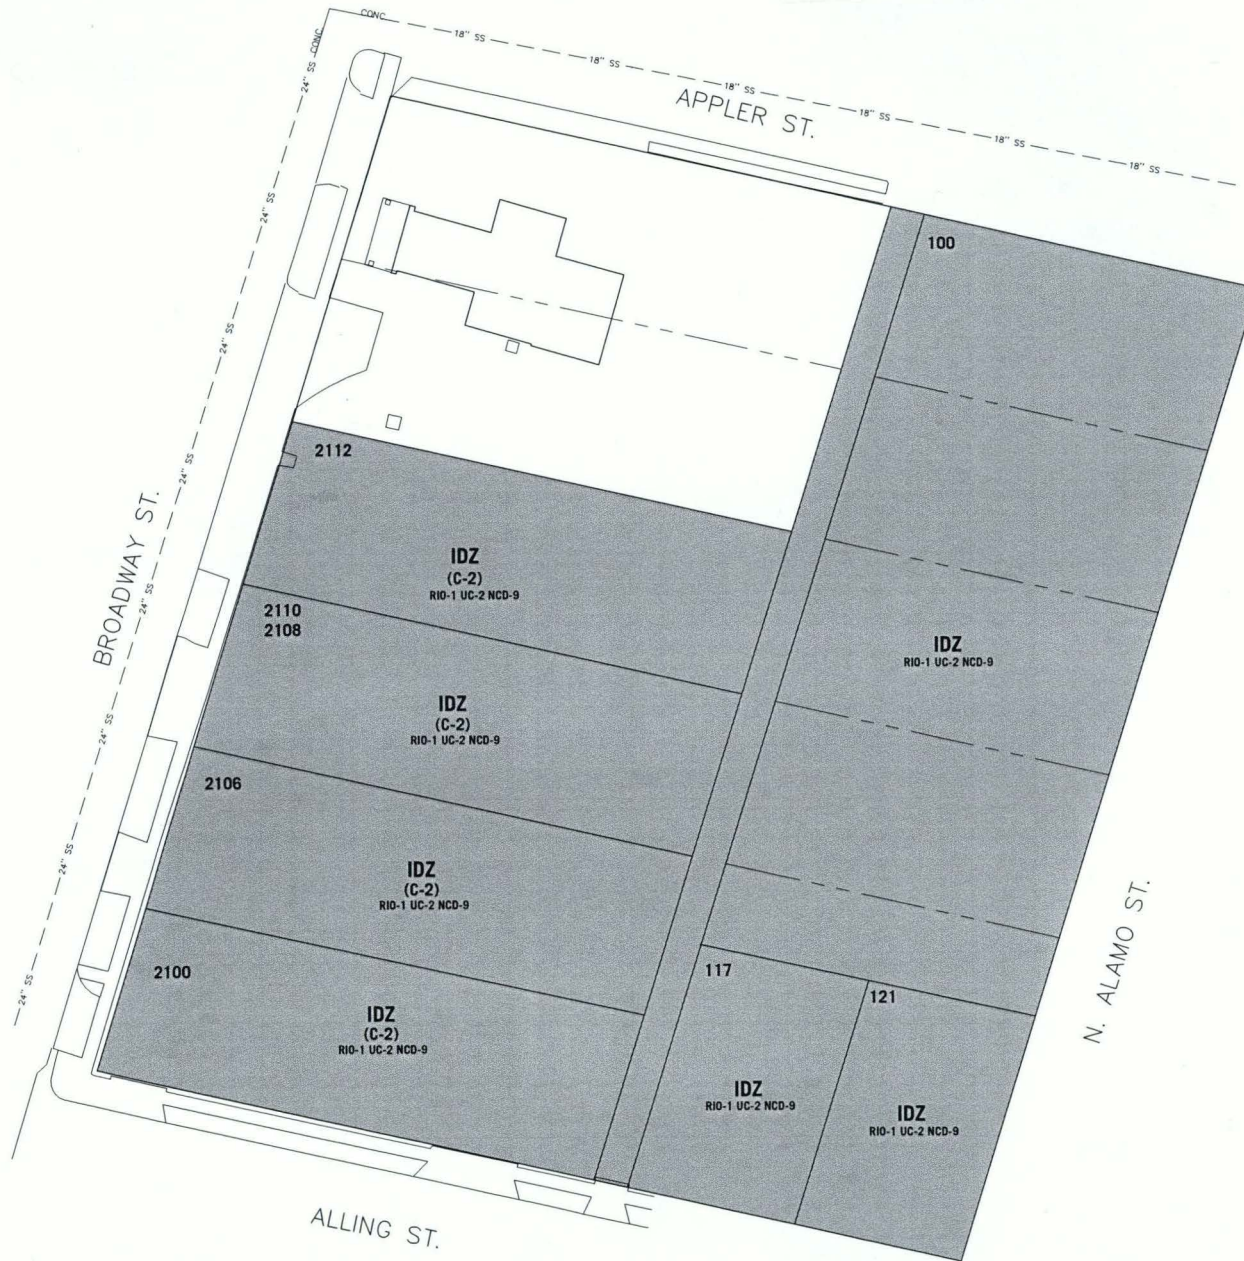 CONC
18" SS
18" SS
18" SS
18" SS
18" SS
18" SS
APPLER ST.
CONC
24" SS
24" SS
24" SS
24" SS
24" SS
24" SS
24" SS
24" SS
BROADWAY ST.
100
2112
IDZ
(C-2)
RIO-1 UC-2 NCD-9
2110
2108
IDZ
(C-2)
RIO-1 UC-2 NCD-9
IDZ
RIO-1 UC-2 NCD-9
2106
IDZ
(C-2)
RIO-1 UC-2 NCD-9
2100
IDZ
(C-2)
RIO-1 UC-2 NCD-9
117
IDZ
RIO-1 UC-2 NCD-9
121
IDZ
RIO-1 UC-2 NCD-9
N. ALAMO ST.
ALLING ST.